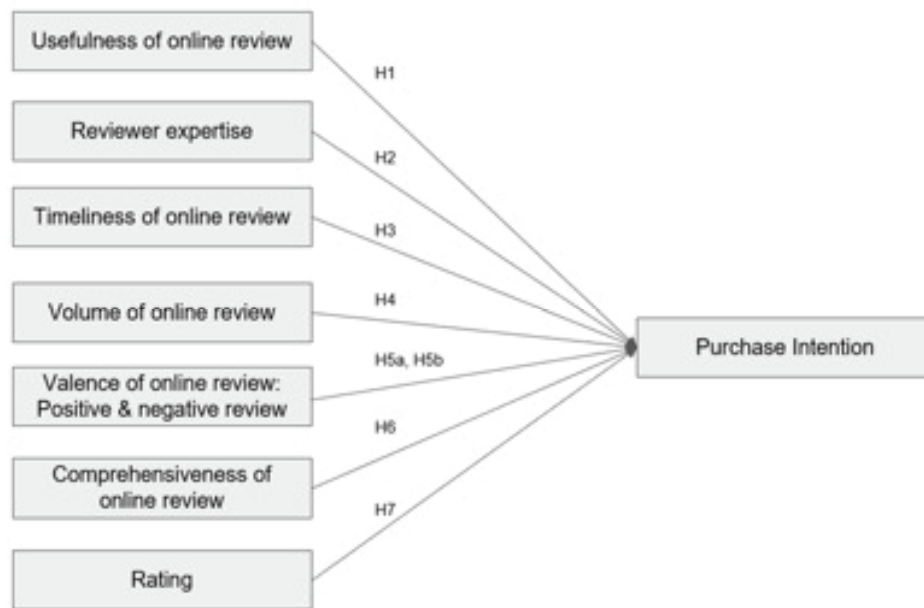 Usefulness of online review
H1
Reviewer expertise
H2
Timeliness of online review
H3
Volume of online review
H4
Purchase Intention
H5a, H5b
Valence of online review:
Positive & negative review
H6
Comprehensiveness of
online review
H7
Rating